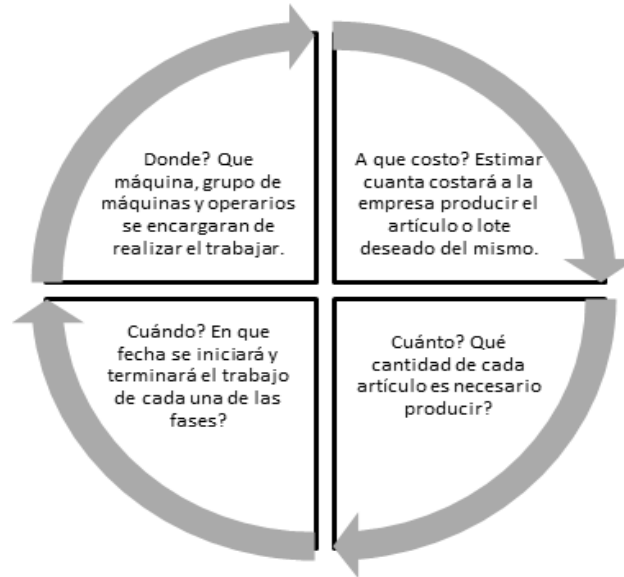 Donde? Que
máquina, grupo de
máquinas y operarios
se encargaran de
realizar el trabajar.
A que costo? Estimar
cuanta costará a la
empresa producir el
artículo o lote
deseado del mismo.
Cuándo? En que
fecha se iniciará y
terminará el trabajo
de cada una de las
fases?
Cuánto? Qué
cantidad de cada
artículo es necesario
producir?